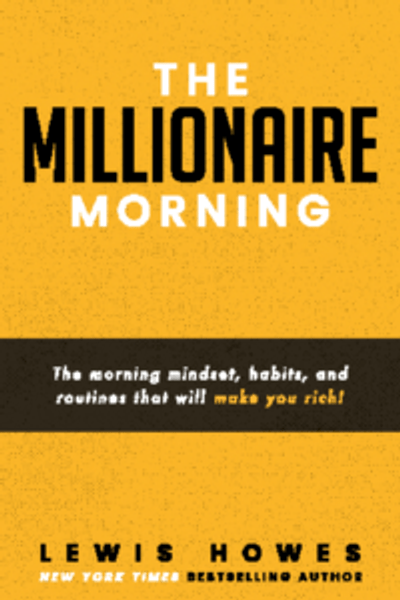 THE
MILLIONAIRE
MORNING
The morning mindset, habits, and
routines that will make you rich!
LEWIS HOWES
NEW YORK TIMES BESTSELLING AUTHOR